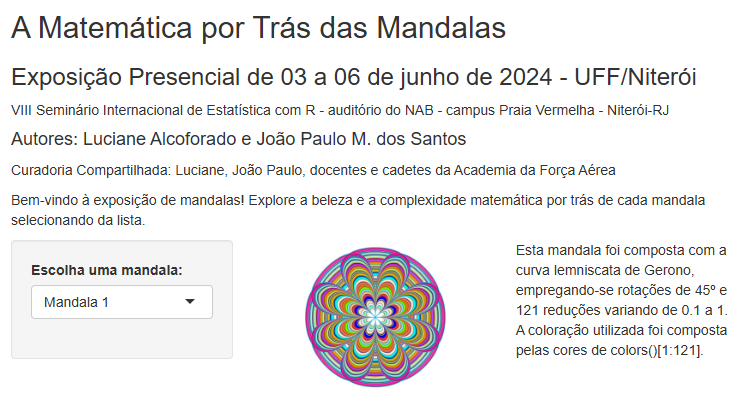 A Matemática por Trás das Mandalas
Exposição Presencial de 03 a 06 de junho de 2024 - UFF/Niterói
VIII Seminário Internacional de Estatística com R - auditório do NAB - campus Praia Vermelha - Niterói-RJ
Autores: Luciane Alcoforado e João Paulo M. dos Santos
Curadoria Compartilhada: Luciane, João Paulo, docentes e cadetes da Academia da Força Aérea
Bem-vindo à exposição de mandalas! Explore a beleza e a complexidade matemática por trás de cada mandala
selecionando da lista.
Escolha uma mandala:
Mandala 1
Esta mandala foi composta com a
curva lemniscata de Gerono,
empregando-se rotações de 45º e
121 reduções variando de 0.1 a 1.
A coloração utilizada foi composta
pelas cores de colors()[1:121].